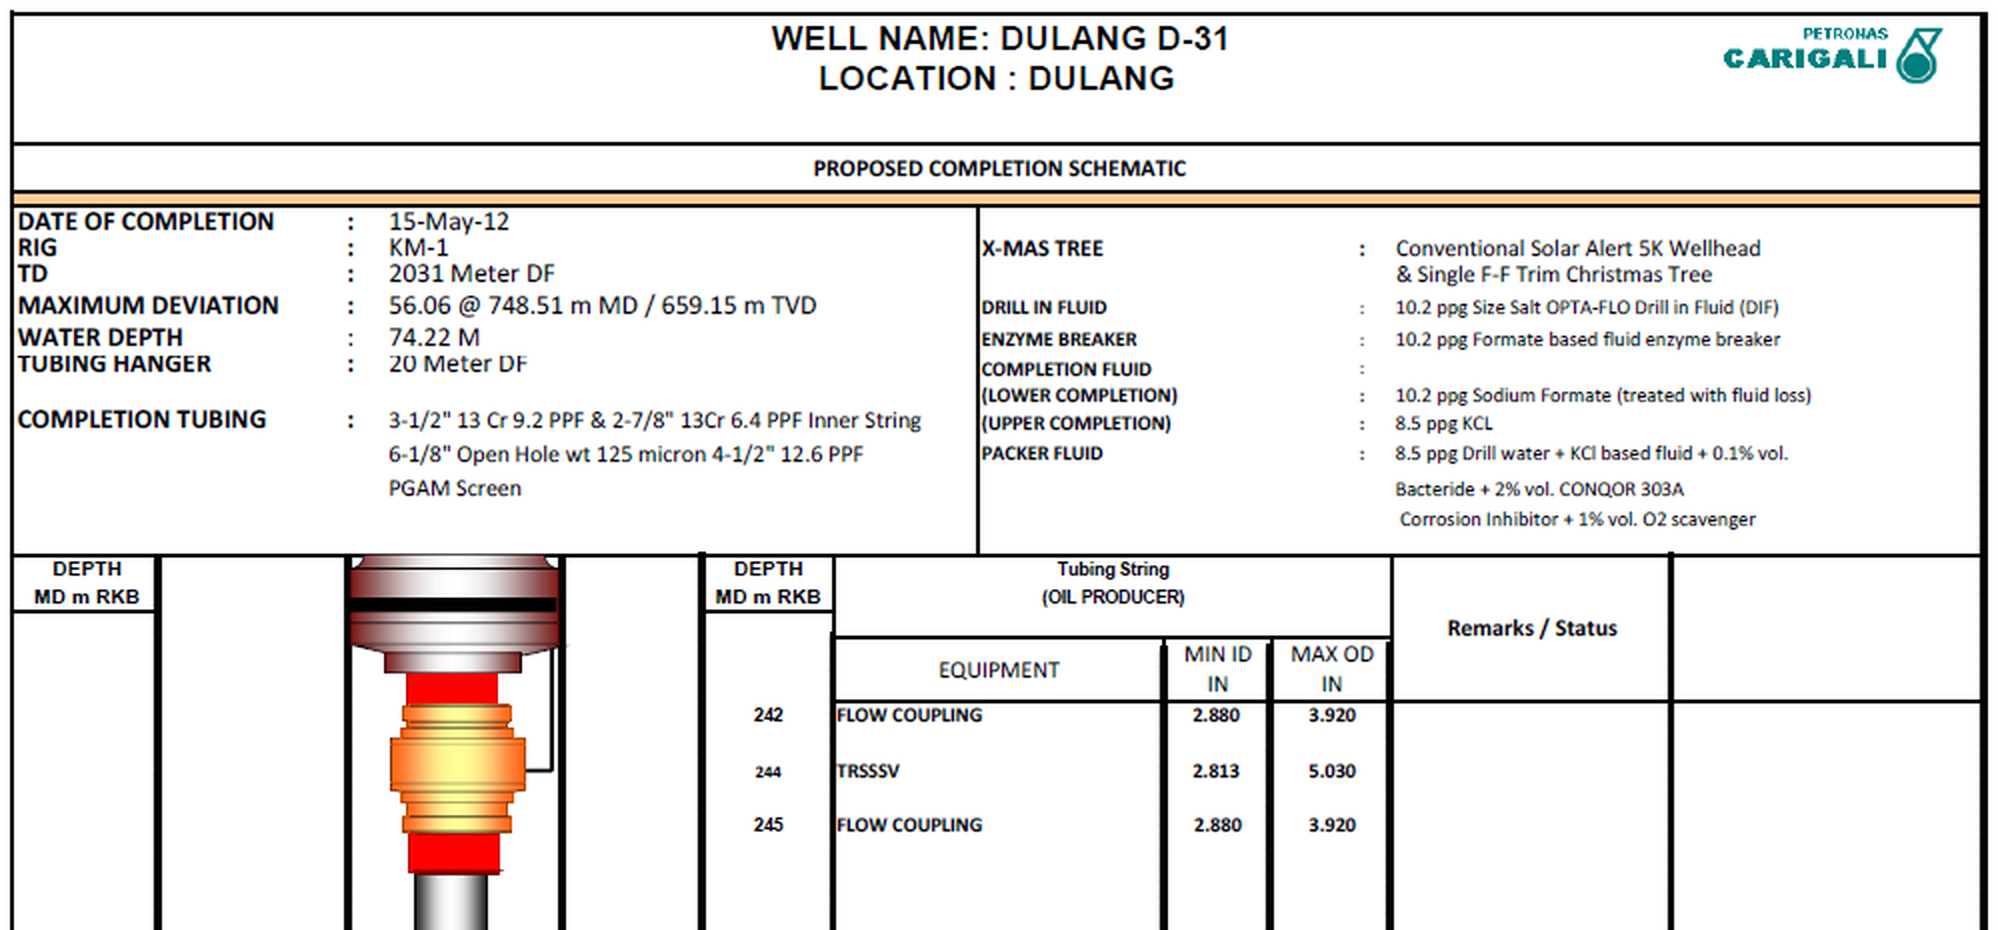 WELL NAME: DULANG D-31
LOCATION : DULANG
PETRONAS
CARIGALI
PROPOSED COMPLETION SCHEMATIC
DATE OF COMPLETION : 15-May-12
RIG : KM-1
TD : 2031 Meter DF
MAXIMUM DEVIATION : 56.06 @ 748.51 m MD / 659.15 m TVD
WATER DEPTH : 74.22 M
TUBING HANGER : 20 Meter DF
COMPLETION TUBING : 3-1/2" 13 Cr 9.2 PPF & 2-7/8" 13Cr 6.4 PPF Inner String
6-1/8" Open Hole wt 125 micron 4-1/2" 12.6 PPF
PGAM Screen
X-MAS TREE : Conventional Solar Alert 5K Wellhead
& Single F-F Trim Christmas Tree
DRILL IN FLUID : 10.2 ppg Size Salt OPTA-FLO Drill in Fluid (DIF)
ENZYME BREAKER : 10.2 ppg Formate based fluid enzyme breaker
COMPLETION FLUID :
(LOWER COMPLETION) : 10.2 ppg Sodium Formate (treated with fluid loss)
(UPPER COMPLETION) : 8.5 ppg KCL
PACKER FLUID : 8.5 ppg Drill water + KCl based fluid + 0.1% vol.
Bacteride + 2% vol. CONQOR 303A
Corrosion Inhibitor + 1% vol. O2 scavenger
DEPTH
MD m RKB
DEPTH
MD m RKB
Tubing String
(OIL PRODUCER)
Remarks / Status
EQUIPMENT
MIN ID
IN
MAX OD
IN
242 FLOW COUPLING 2.880 3.920
244 TRSSSV 2.813 5.030
245 FLOW COUPLING 2.880 3.920